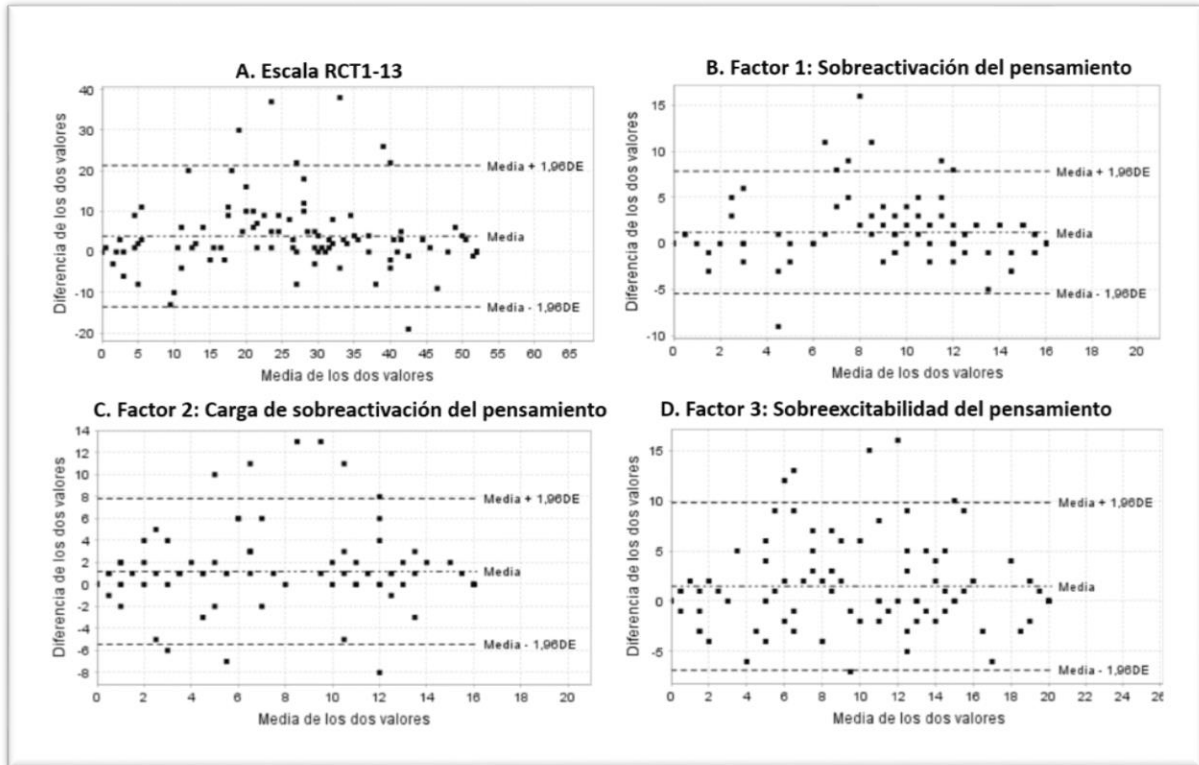 A. Escala RCT1-13
Diferencia de los dos valores
40
30
20
10
0
-10
-20
Media + 1,96DE
Media
Media - 1,96DE
0 5 10 15 20 25 30 35 40 45 50 55 60 65
Media de los dos valores
B. Factor 1: Sobreactivación del pensamiento
Diferencia de los dos valores
15
10
5
0
-5
-10
Media + 1,96DE
Media
Media - 1,96DE
0 2 4 6 8 10 12 14 16 18 20
Media de los dos valores
C. Factor 2: Carga de sobreactivación del pensamiento
Diferencia de los dos valores
14
12
10
8
6
4
2
0
-2
-4
-6
-8
Media + 1,96DE
Media
Media - 1,96DE
0 2 4 6 8 10 12 14 16 18 20
Media de los dos valores
D. Factor 3: Sobreexcitabilidad del pensamiento
Diferencia de los dos valores
15
10
5
0
-5
Media + 1,96DE
Media
Media - 1,96DE
0 2 4 6 8 10 12 14 16 18 20 22 24
Media de los dos valores